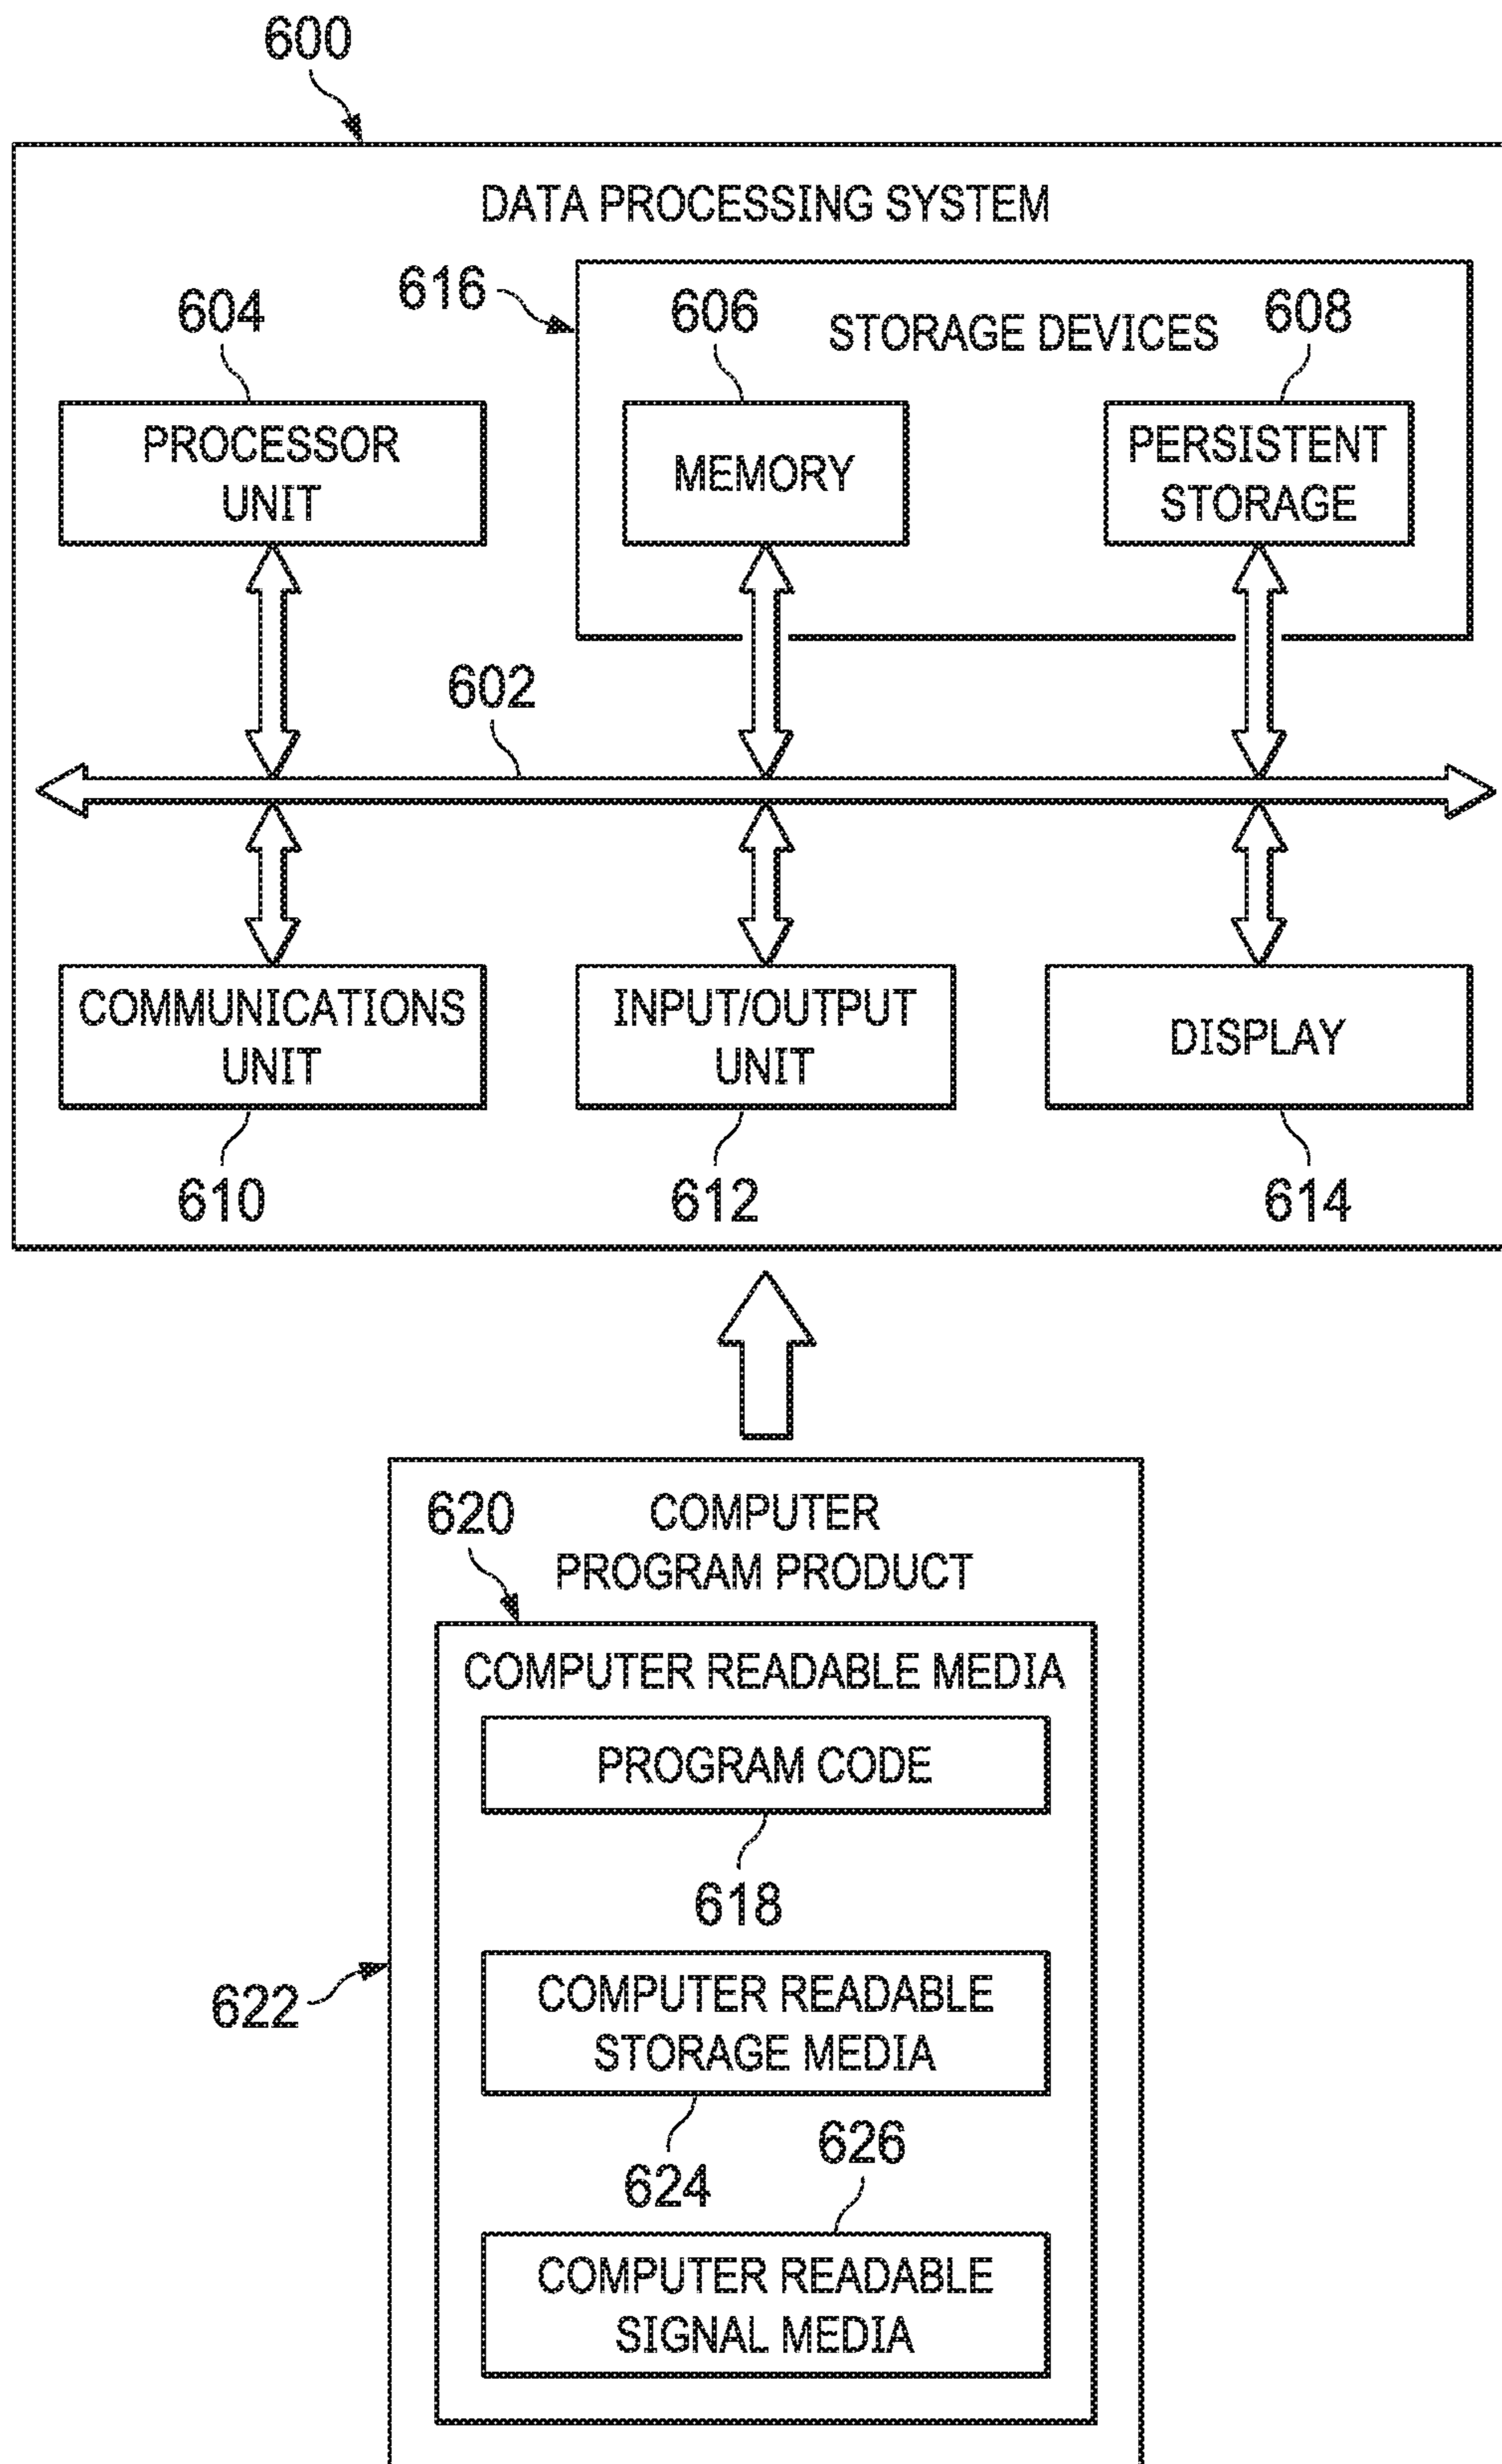 600
DATA PROCESSING SYSTEM
616
604
606
STORAGE DEVICES
608
PROCESSOR
UNIT
MEMORY
PERSISTENT
STORAGE
602
COMMUNICATIONS
UNIT
INPUT/OUTPUT
UNIT
DISPLAY
610
612
614
620
COMPUTER
PROGRAM PRODUCT
COMPUTER READABLE MEDIA
PROGRAM CODE
618
622
COMPUTER READABLE
STORAGE MEDIA
624
626
COMPUTER READABLE
SIGNAL MEDIA